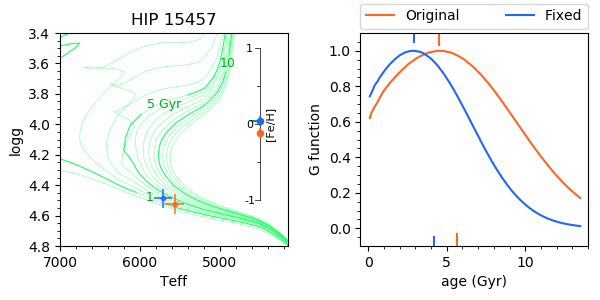 HIP 15457
3.4
3.6
3.8
4.0
4.2
4.4
4.6
4.8
logg
7000
6000
5000
Teff
10
5 Gyr
1
1
0
-1
[Fe/H]
Original
Fixed
1.0
0.8
0.6
0.4
0.2
0.0
G function
0
5
10
age (Gyr)